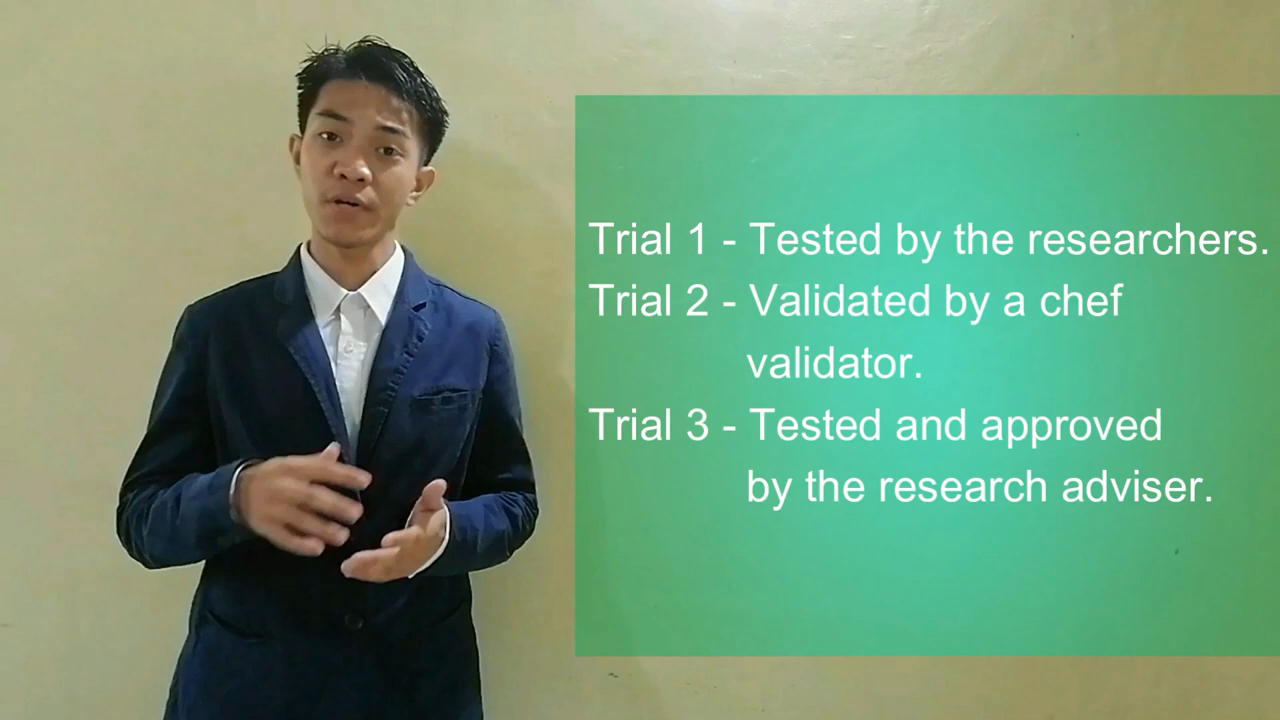 Trial 1 - Tested by the researchers.
Trial 2 - Validated by a chef
validator.
Trial 3 - Tested and approved
by the research adviser.